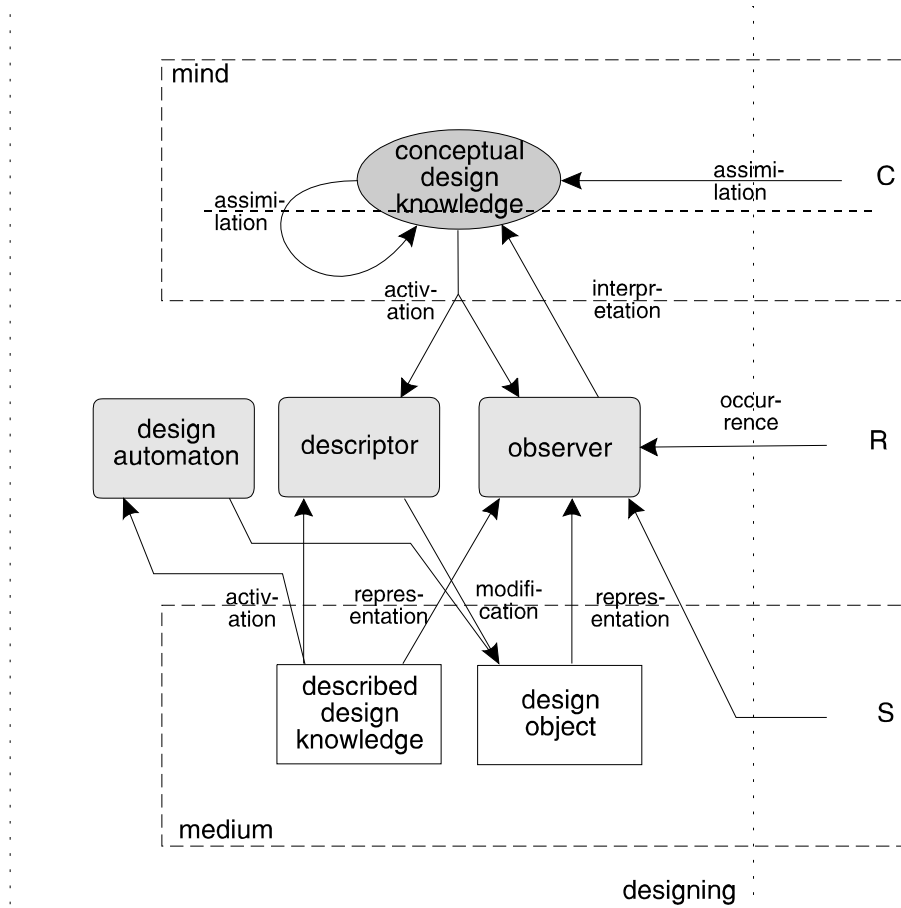 mind
conceptual
design
knowledge
assimi-
lation
assimi-
lation
C
activ-
ation
interpr-
etation
design
automaton
descriptor
observer
occur-
rence
R
activ-
ation
repres-
entation
modifi-
cation
repres-
entation
described
design
knowledge
design
object
S
medium
designing